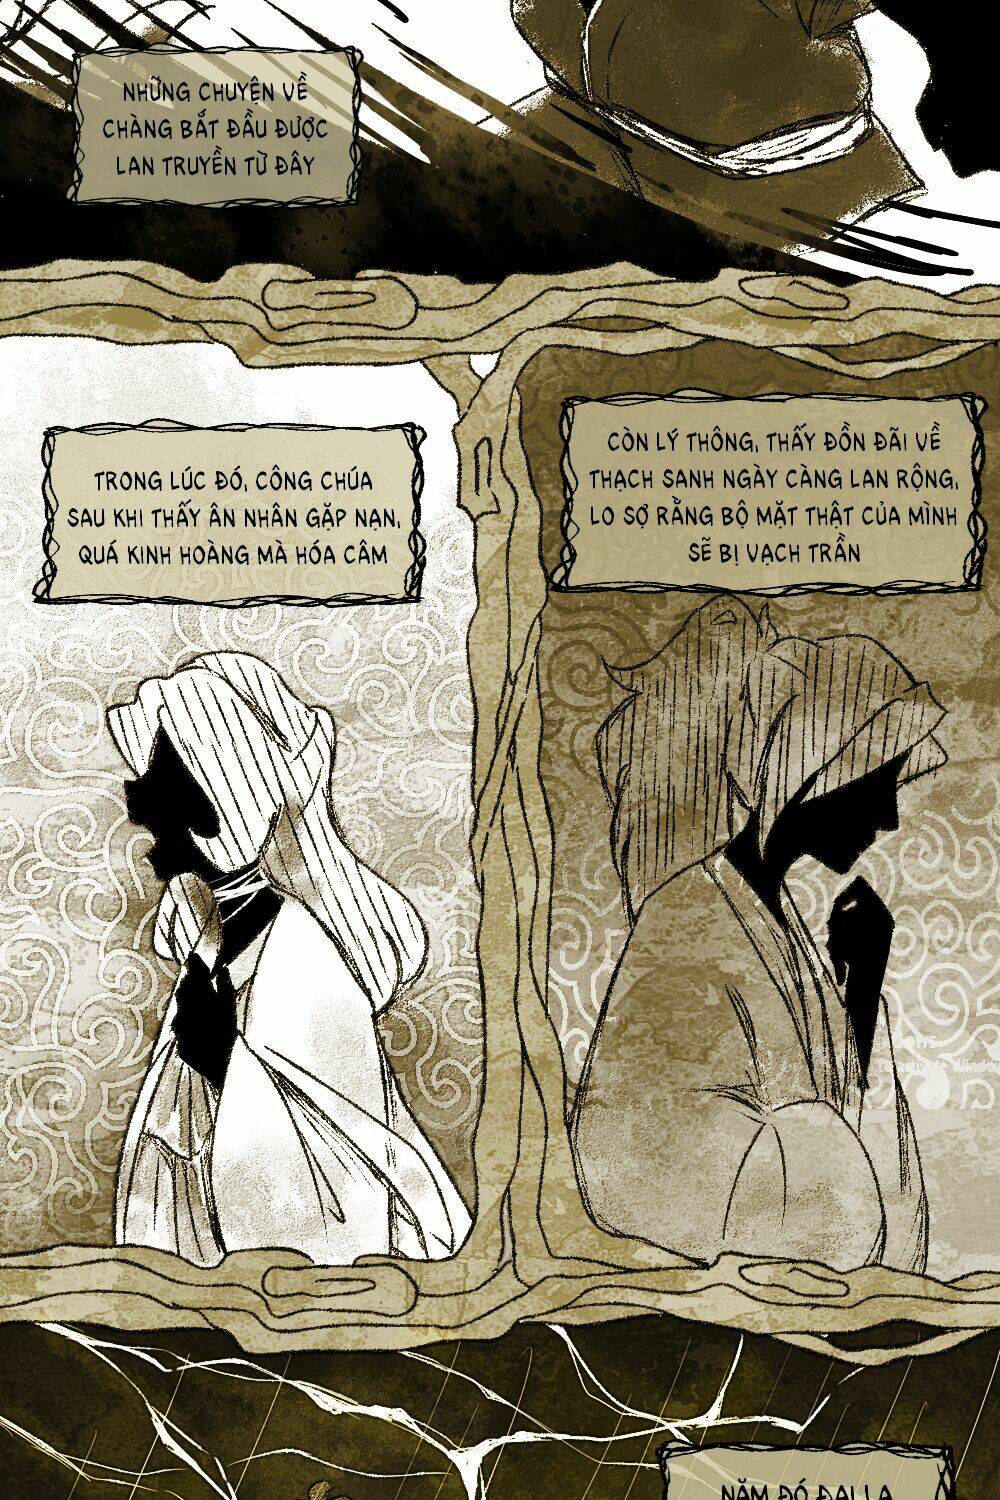 NHỮNG CHUYỆN VỀ
CHÀNG BẮT ĐẦU ĐƯỢC
LAN TRUYỀN TỪ ĐÂY
TRONG LÚC ĐÓ, CÔNG CHÚA
SAU KHI THẤY ÂN NHÂN GẶP NẠN,
QUÁ KINH HOÀNG MÀ HÓA CÂM
CÒN LÝ THÔNG, THẤY ĐỒN ĐÃI VỀ
THẠCH SANH NGÀY CÀNG LAN RỘNG,
LO SỢ RẰNG BỘ MẶT THẬT CỦA MÌNH
SẼ BỊ VẠCH TRẦN
NĂM ĐÓ ĐẠI LA